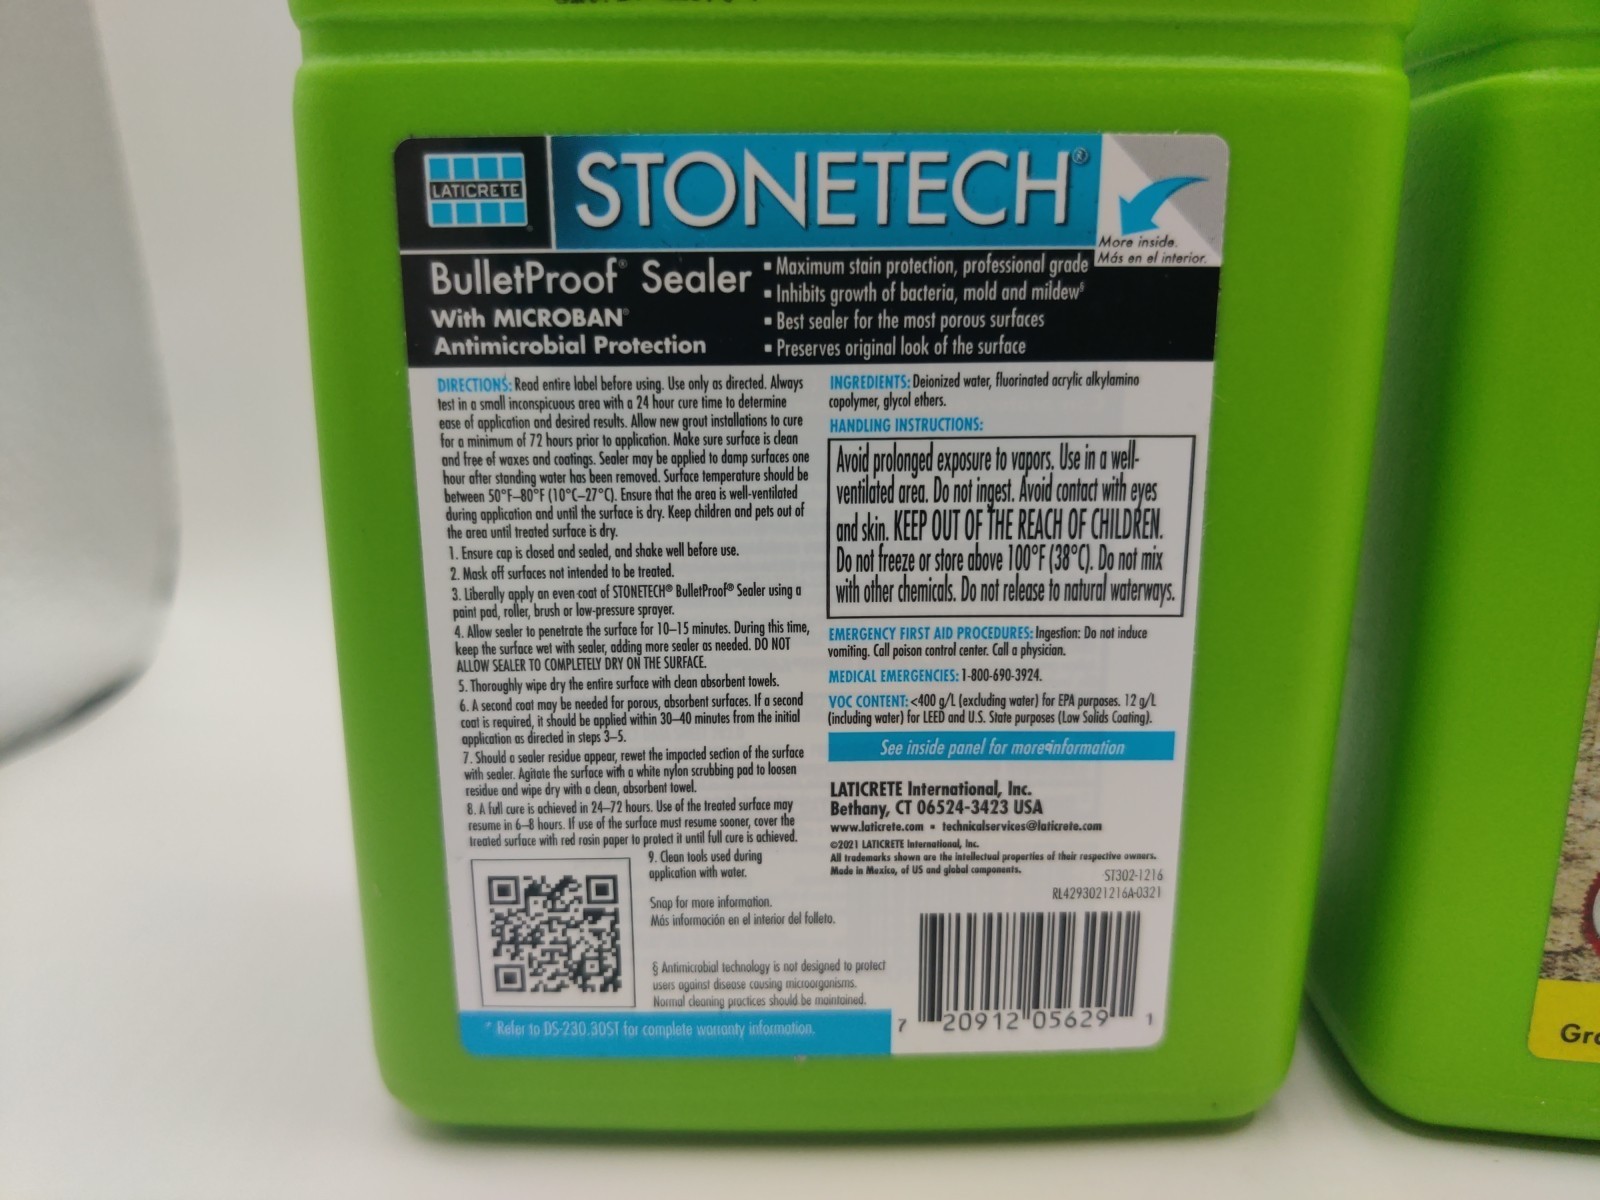 LATICRETE
STONETECH®
More inside.
Más en el interior.
BulletProof® Sealer
With MICROBAN®
Antimicrobial Protection
▪ Maximum stain protection, professional grade
▪ Inhibits growth of bacteria, mold and mildew§
▪ Best sealer for the most porous surfaces
▪ Preserves original look of the surface
DIRECTIONS: Read entire label before using. Use only as directed. Always
test in a small inconspicuous area with a 24 hour cure time to determine
ease of application and desired results. Allow new grout installations to cure
for a minimum of 72 hours prior to application. Make sure surface is clean
and free of waxes and coatings. Sealer may be applied to damp surfaces one
hour after standing water has been removed. Surface temperature should be
between 50°F–80°F (10°C–27°C). Ensure that the area is well-ventilated
during application and until the surface is dry. Keep children and pets out of
the area until treated surface is dry.
1. Ensure cap is closed and sealed, and shake well before use.
2. Mask off surfaces not intended to be treated.
3. Liberally apply an even coat of STONETECH® BulletProof® Sealer using a
paint pad, roller, brush or low-pressure sprayer.
4. Allow sealer to penetrate the surface for 10–15 minutes. During this time,
keep the surface wet with sealer, adding more sealer as needed. DO NOT
ALLOW SEALER TO COMPLETELY DRY ON THE SURFACE.
5. Thoroughly wipe dry the entire surface with clean absorbent towels.
6. A second coat may be needed for porous, absorbent surfaces. If a second
coat is required, it should be applied within 30–40 minutes from the initial
application as directed in steps 3–5.
7. Should a sealer residue appear, rewet the impacted section of the surface
with sealer. Agitate the surface with a white nylon scrubbing pad to loosen
residue and wipe dry with a clean, absorbent towel.
8. A full cure is achieved in 24–72 hours. Use of the treated surface may
resume in 6–8 hours. If use of the surface must resume sooner, cover the
treated surface with red rosin paper to protect it until full cure is achieved.
9. Clean tools used during
application with water.
Snap for more information.
Más información en el interior del folleto.
§ Antimicrobial technology is not designed to protect
users against disease causing microorganisms.
Normal cleaning practices should be maintained.
* Refer to DS-230.30ST for complete warranty information.
INGREDIENTS: Deionized water, fluorinated acrylic alkylamino
copolymer, glycol ethers.
HANDLING INSTRUCTIONS:
Avoid prolonged exposure to vapors. Use in a well-
ventilated area. Do not ingest. Avoid contact with eyes
and skin. KEEP OUT OF THE REACH OF CHILDREN.
Do not freeze or store above 100°F (38°C). Do not mix
with other chemicals. Do not release to natural waterways.
EMERGENCY FIRST AID PROCEDURES: Ingestion: Do not induce
vomiting. Call poison control center. Call a physician.
MEDICAL EMERGENCIES: 1-800-690-3924.
VOC CONTENT: <400 g/L (excluding water) for EPA purposes. 12 g/L
(including water) for LEED and U.S. State purposes (Low Solids Coating).
See inside panel for more information
LATICRETE International, Inc.
Bethany, CT 06524-3423 USA
www.laticrete.com ▪ technicalservices@laticrete.com
©2021 LATICRETE International, Inc.
All trademarks shown are the intellectual properties of their respective owners.
Made in Mexico, of US and global components.
ST302-1216
RL4293021216A-0321
7 20912 05629 1
Gro